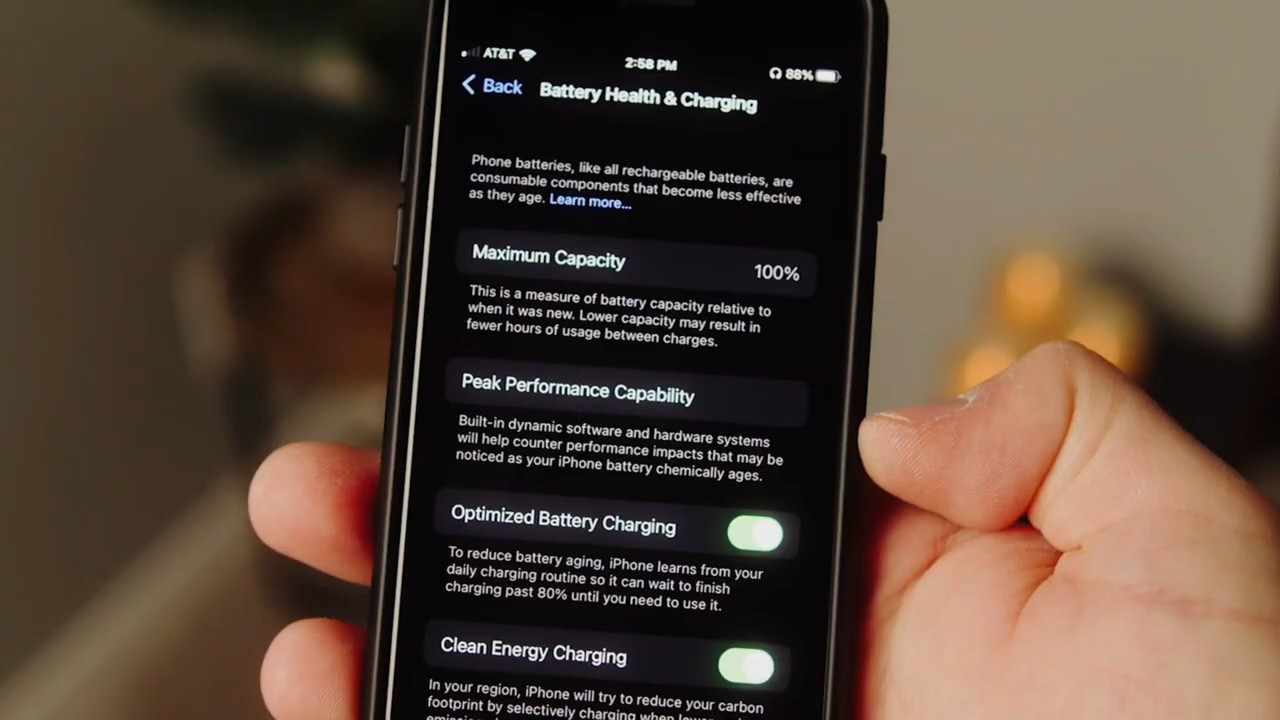 AT&T 2:58 PM 88%
Back Battery Health & Charging
Phone batteries, like all rechargeable batteries, are
consumable components that become less effective
as they age. Learn more...
Maximum Capacity 100%
This is a measure of battery capacity relative to
when it was new. Lower capacity may result in
fewer hours of usage between charges.
Peak Performance Capability
Built-in dynamic software and hardware systems
will help counter performance impacts that may be
noticed as your iPhone battery chemically ages.
Optimized Battery Charging
To reduce battery aging, iPhone learns from your
daily charging routine so it can wait to finish
charging past 80% until you need to use it.
Clean Energy Charging
In your region, iPhone will try to reduce your carbon
footprint by selectively charging when